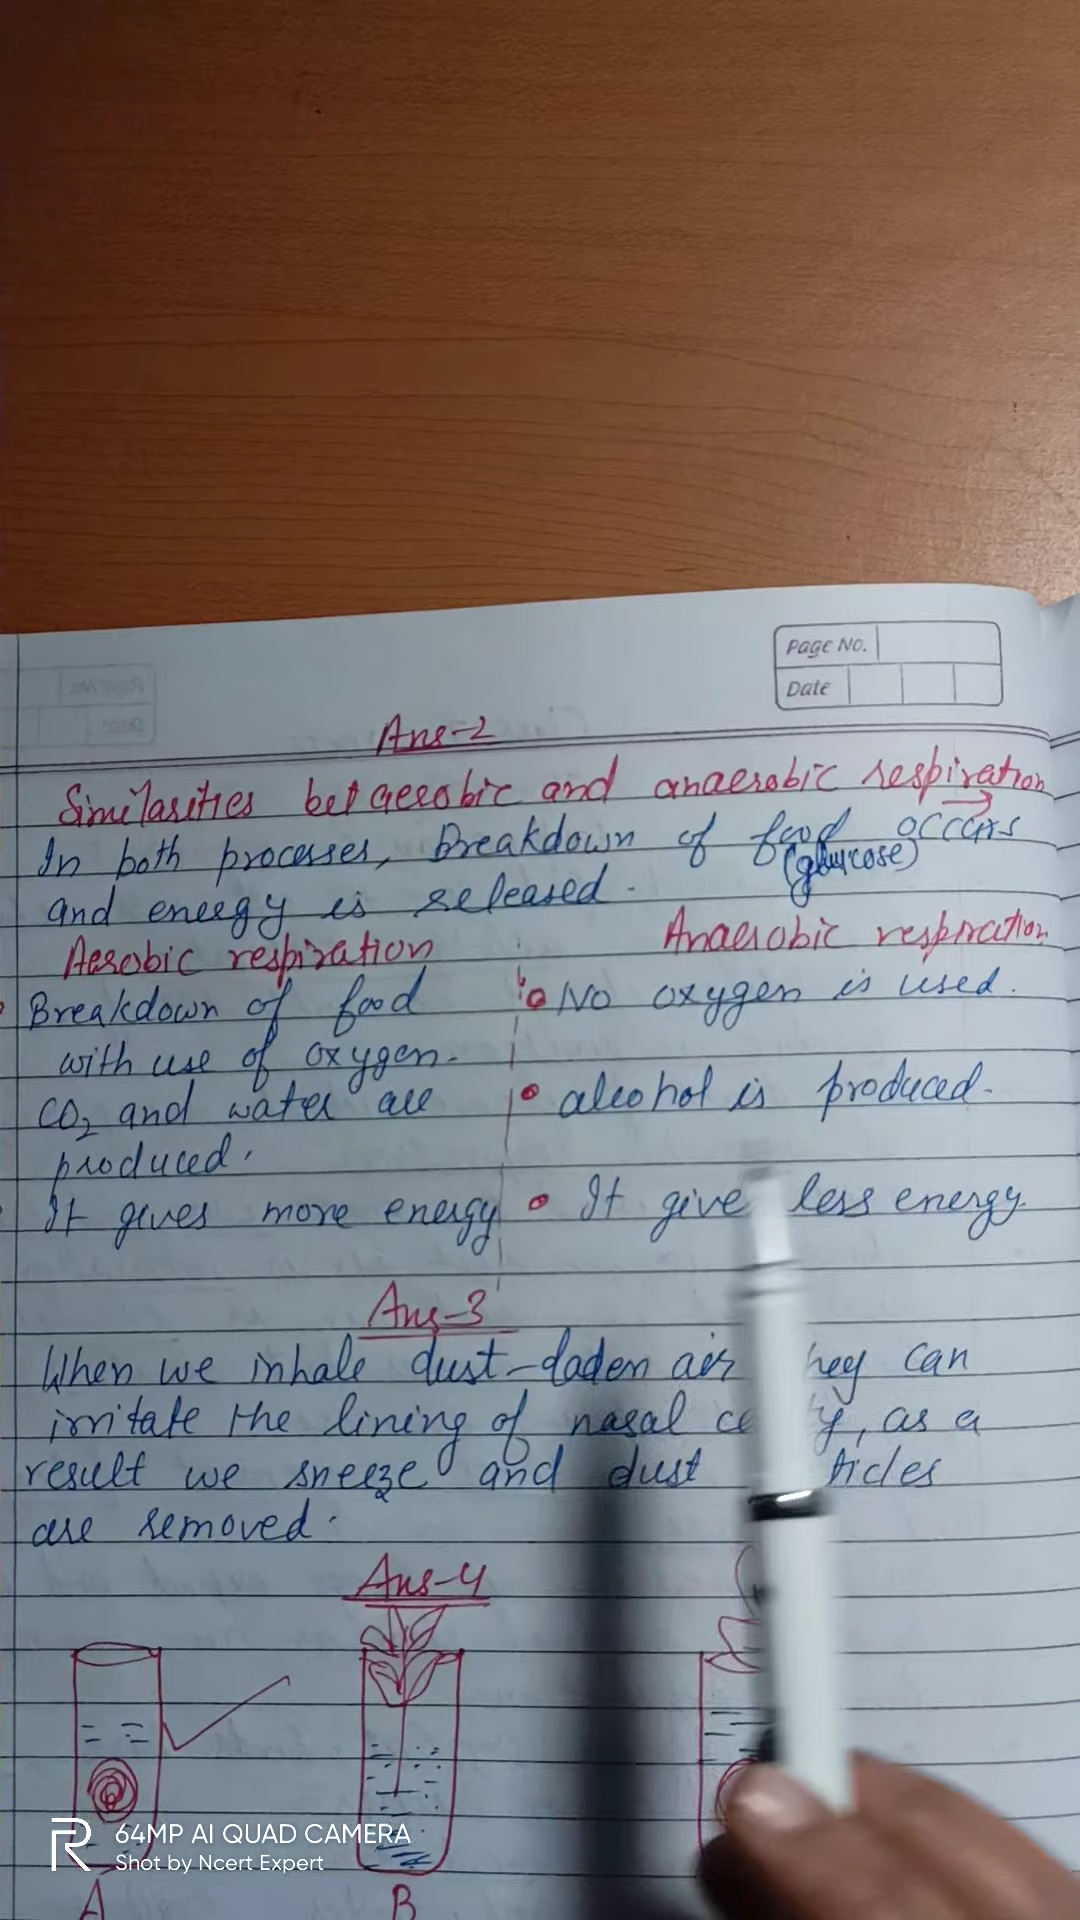 Page No.
Date
Ans-2
Similarities bet aerobic and anaerobic respiration
In both processes, Breakdown of food occurs
(glucose)
and energy is released.
Aerobic respiration
Anaerobic respiration
Breakdown of food
No oxygen is used.
with use of oxygen.
CO₂ and water are
alcohol is produced.
produced.
It gives more energy
It give less energy
Ans-3
When we inhale dust-laden air hey can
irritate the lining of nasal as a
result we sneeze and dust ticles
are removed.
Ans-4
A
B
64MP AI QUAD CAMERA
Shot by Ncert Expert